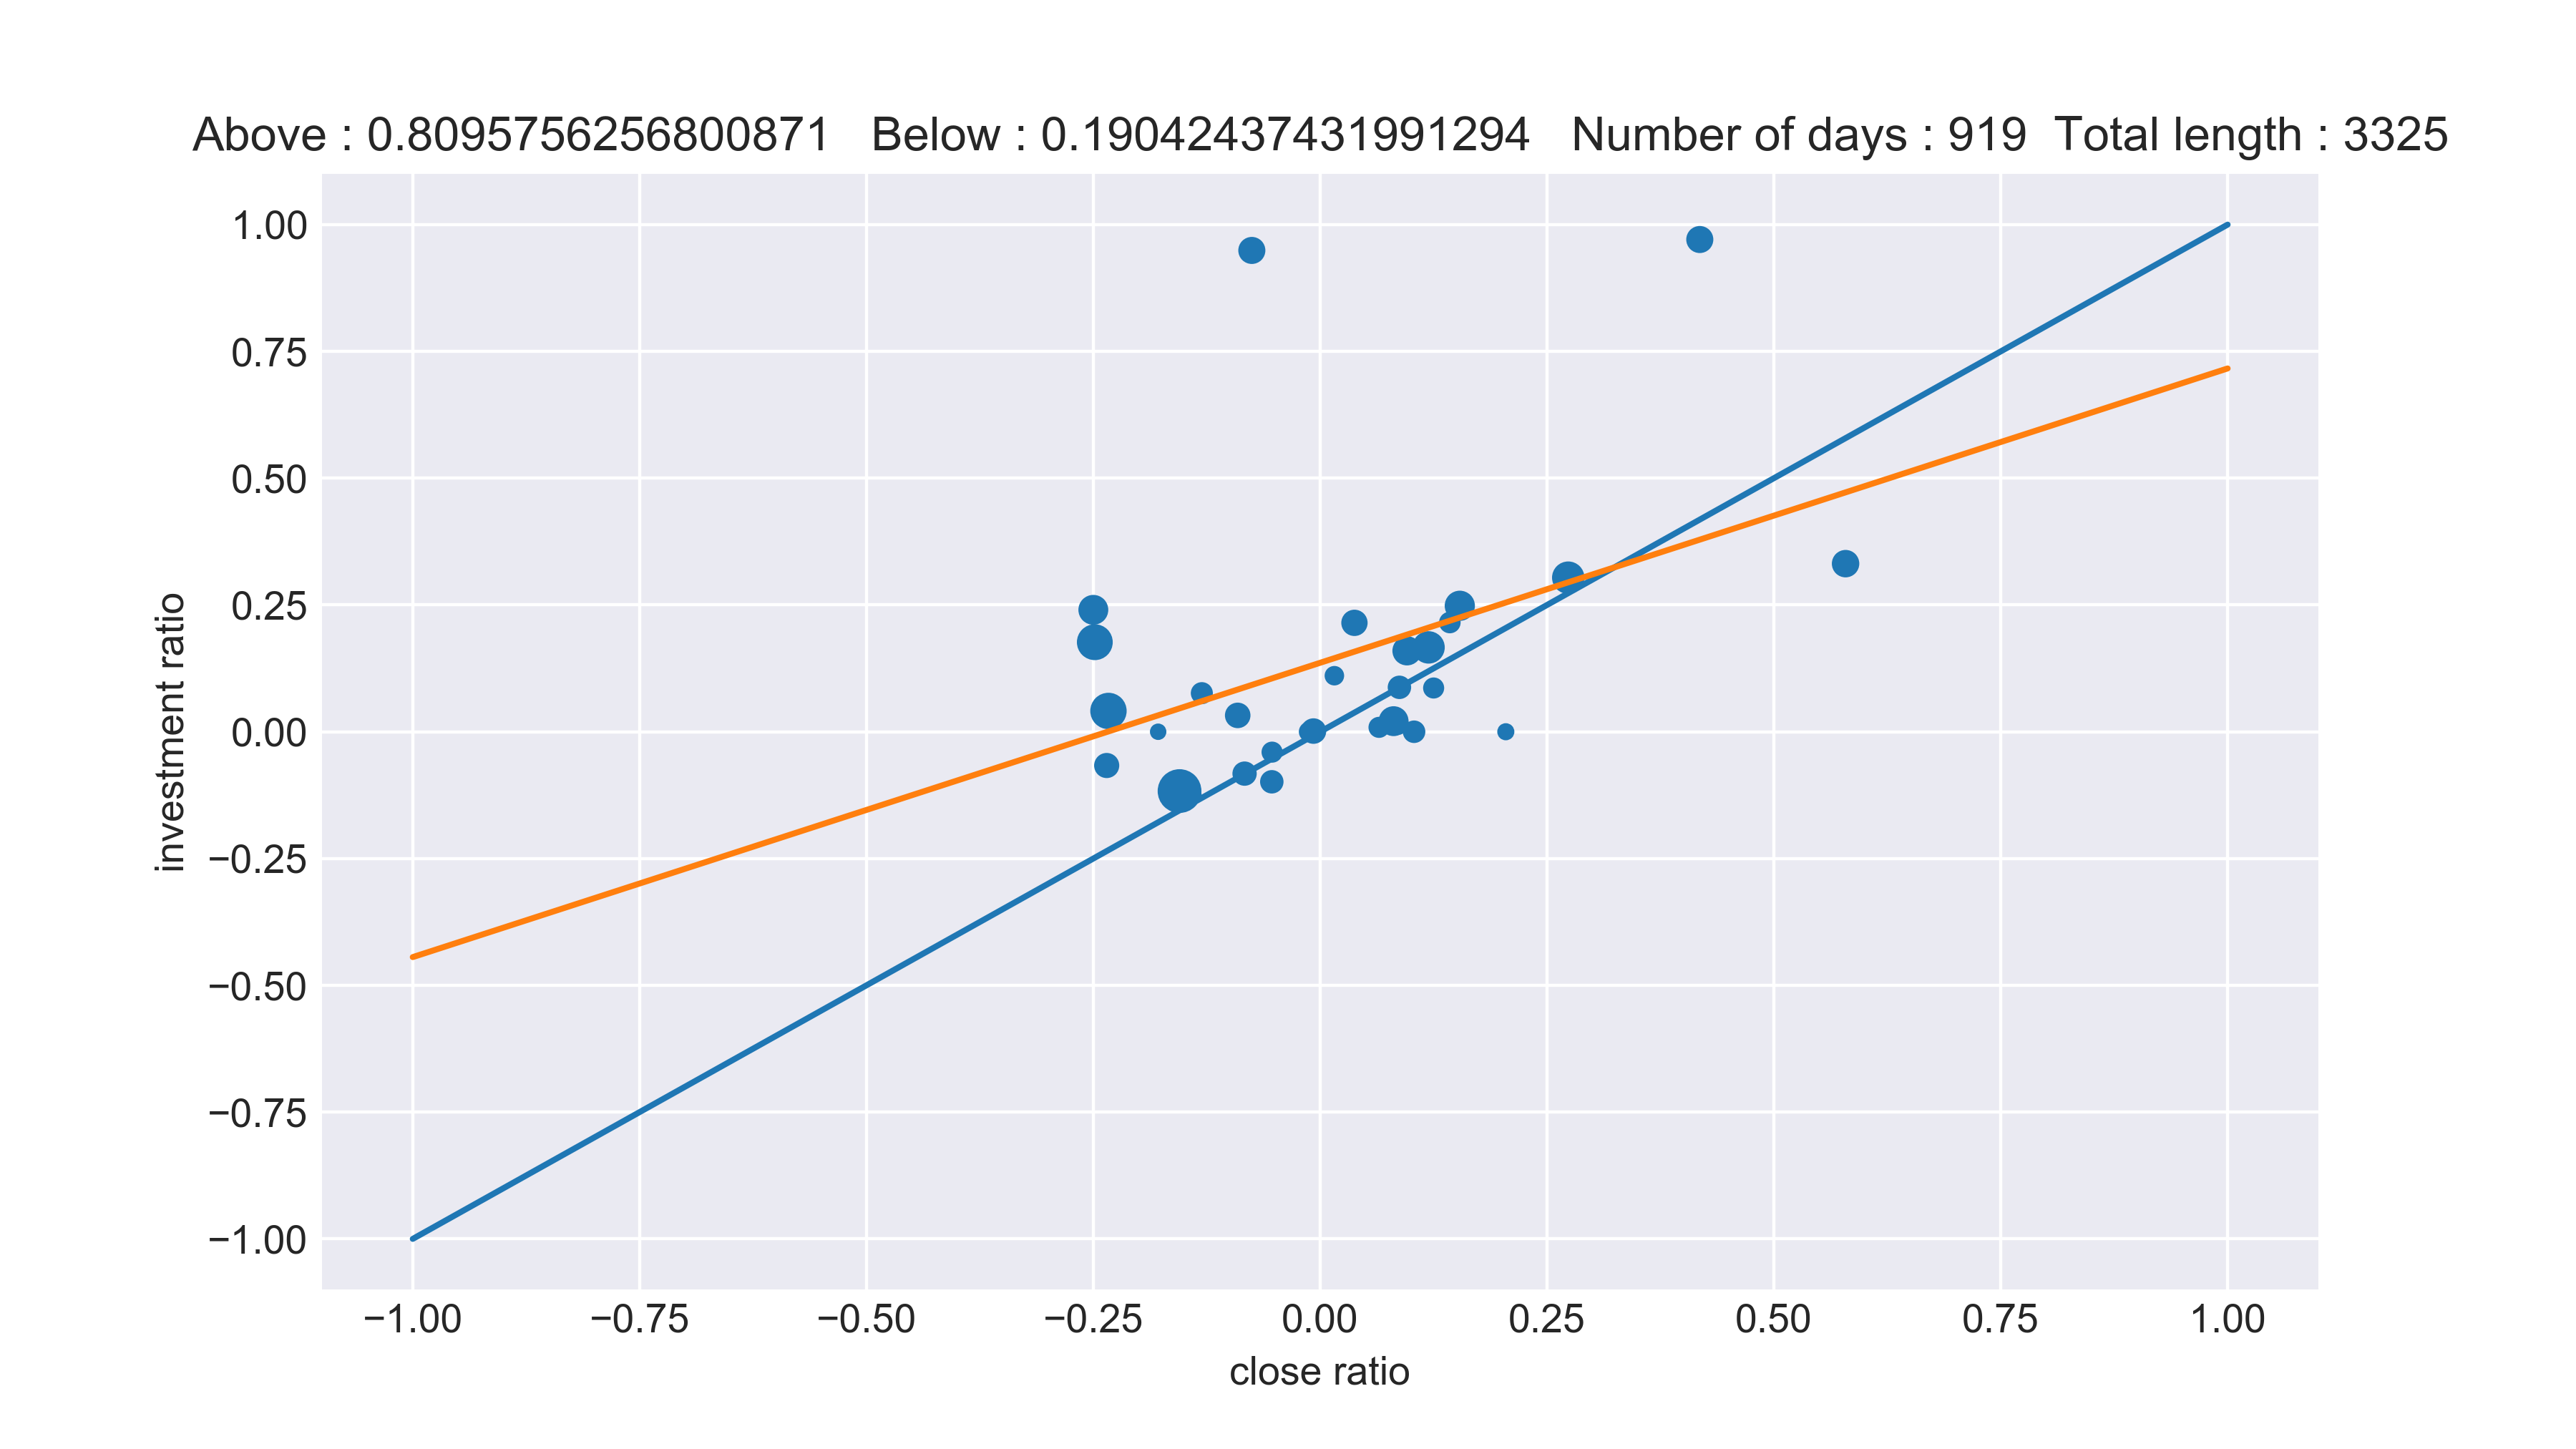 Above : 0.8095756256800871 Below : 0.19042437431991294 Number of days : 919 Total length : 3325
1.00
0.75
0.50
0.25
0.00
−0.25
−0.50
−0.75
−1.00
investment ratio
−1.00 −0.75 −0.50 −0.25 0.00 0.25 0.50 0.75 1.00
close ratio